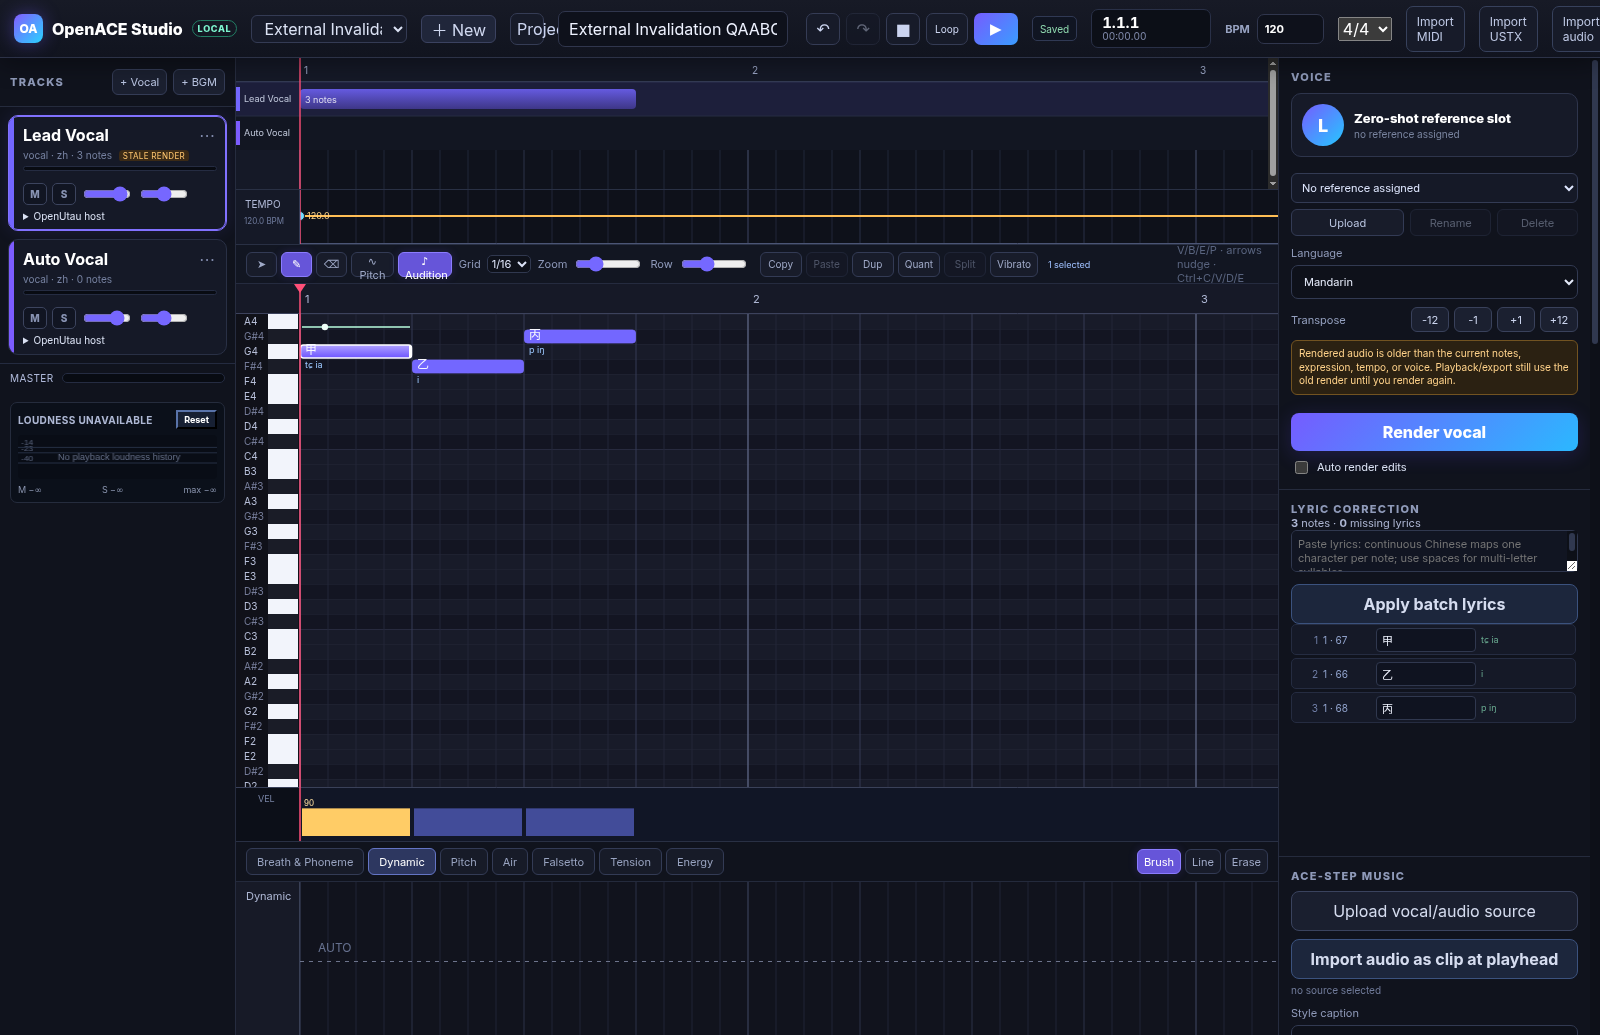 OA OpenACE Studio LOCAL External Invalida + New Projec External Invalidation QAABC Loop Saved 1.1.1 00:00.00 BPM 120 4/4 Import MIDI Import USTX Import audio
TRACKS + Vocal + BGM
Lead Vocal
vocal · zh · 3 notes STALE RENDER
M S
OpenUtau host
Auto Vocal
vocal · zh · 0 notes
M S
OpenUtau host
MASTER
LOUDNESS UNAVAILABLE Reset
-14
-23
-40
No playback loudness history
M −∞ S −∞ max −∞
1 2 3
Lead Vocal 3 notes
Auto Vocal
TEMPO
120.0 BPM
120.0
Pitch Audition Grid 1/16 Zoom Row Copy Paste Dup Quant Split Vibrato 1 selected
V/B/E/P · arrows
nudge ·
Ctrl+C/V/D/E
1 2 3
A4
G#4 丙
G4 甲 p iŋ
F#4 tɕ ia 乙
F4 i
E4
D#4
D4
C#4
C4
B3
A#3
A3
G#3
G3
F#3
F3
E3
D#3
D3
C#3
C3
B2
A#2
A2
G#2
G2
F#2
F2
E2
D#2
D2
VEL 90
Breath & Phoneme Dynamic Pitch Air Falsetto Tension Energy Brush Line Erase
Dynamic
AUTO
VOICE
L Zero-shot reference slot
no reference assigned
No reference assigned
Upload Rename Delete
Language
Mandarin
Transpose -12 -1 +1 +12
Rendered audio is older than the current notes,
expression, tempo, or voice. Playback/export still use the
old render until you render again.
Render vocal
Auto render edits
LYRIC CORRECTION
3 notes · 0 missing lyrics
Paste lyrics: continuous Chinese maps one
character per note; use spaces for multi-letter
syllables
Apply batch lyrics
1 1 · 67 甲 tɕ ia
2 1 · 66 乙 i
3 1 · 68 丙 p iŋ
ACE-STEP MUSIC
Upload vocal/audio source
Import audio as clip at playhead
no source selected
Style caption